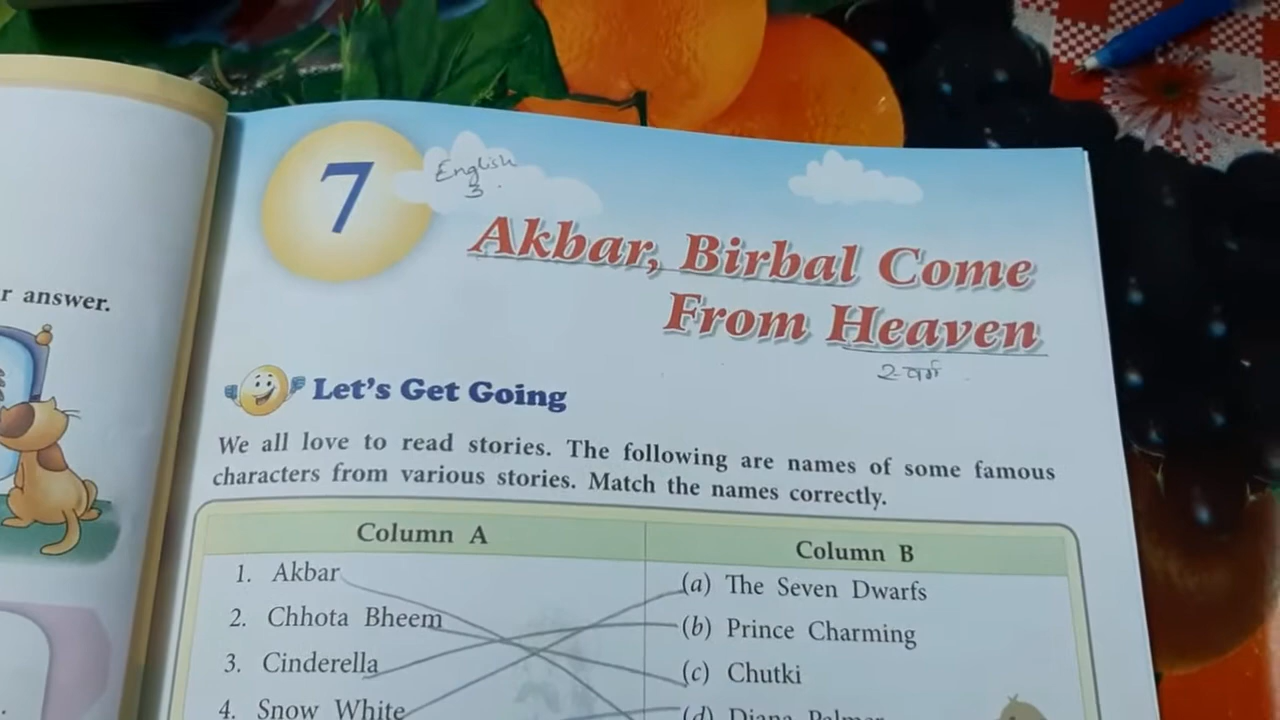 r answer.
7
English
3.
Akbar, Birbal Come
From Heaven
स्वर्ग
Let's Get Going
We all love to read stories. The following are names of some famous
characters from various stories. Match the names correctly.
Column A Column B
1. Akbar (a) The Seven Dwarfs
2. Chhota Bheem (b) Prince Charming
3. Cinderella (c) Chutki
4. Snow White (d) Diana Palmer